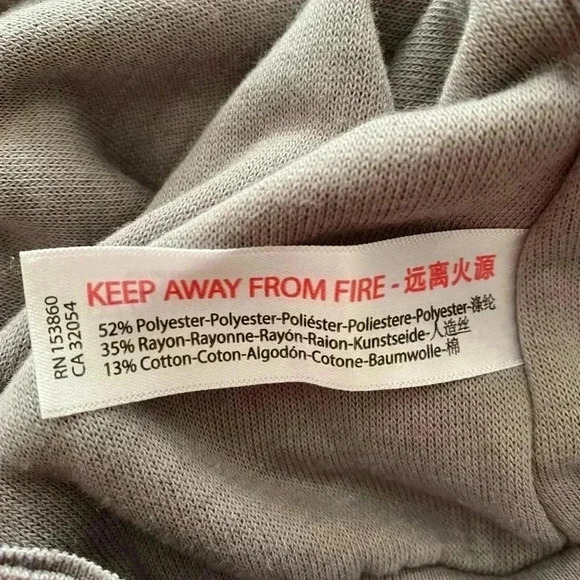 RN 153860
CA 32054
KEEP AWAY FROM FIRE - 远离火源
52% Polyester-Polyester-Poliéster-Poliestere-Polyester-涤纶
35% Rayon-Rayonne-Rayón-Raion-Kunstseide-人造丝
13% Cotton-Coton-Algodón-Cotone-Baumwolle-棉